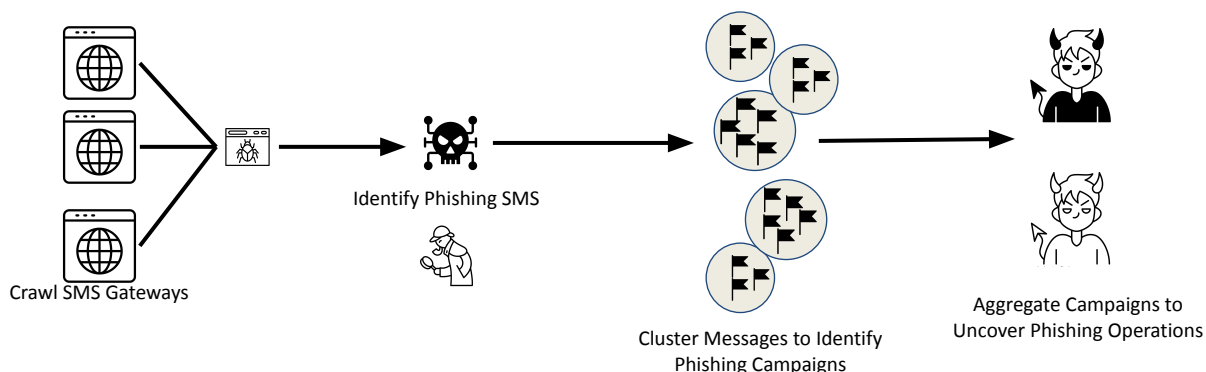 Crawl SMS Gateways
Identify Phishing SMS
Cluster Messages to Identify
Phishing Campaigns
Aggregate Campaigns to
Uncover Phishing Operations